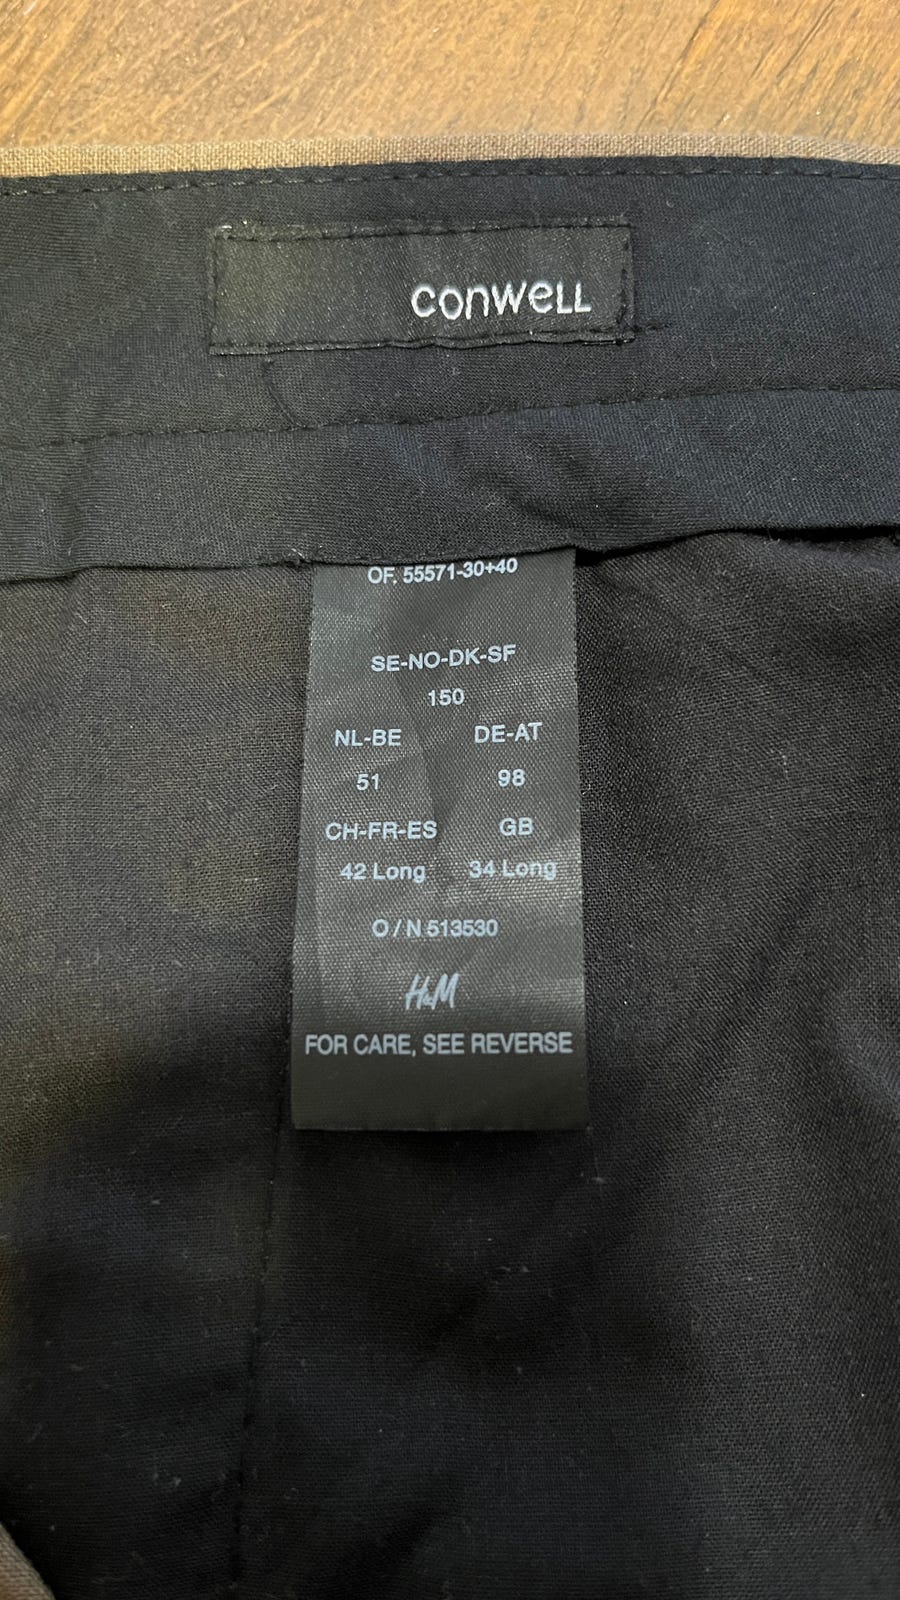 conwell
OF. 55571-30+40
SE-NO-DK-SF
150
NL-BE DE-AT
51 98
CH-FR-ES GB
42 Long 34 Long
O / N 513530
H&M
FOR CARE, SEE REVERSE